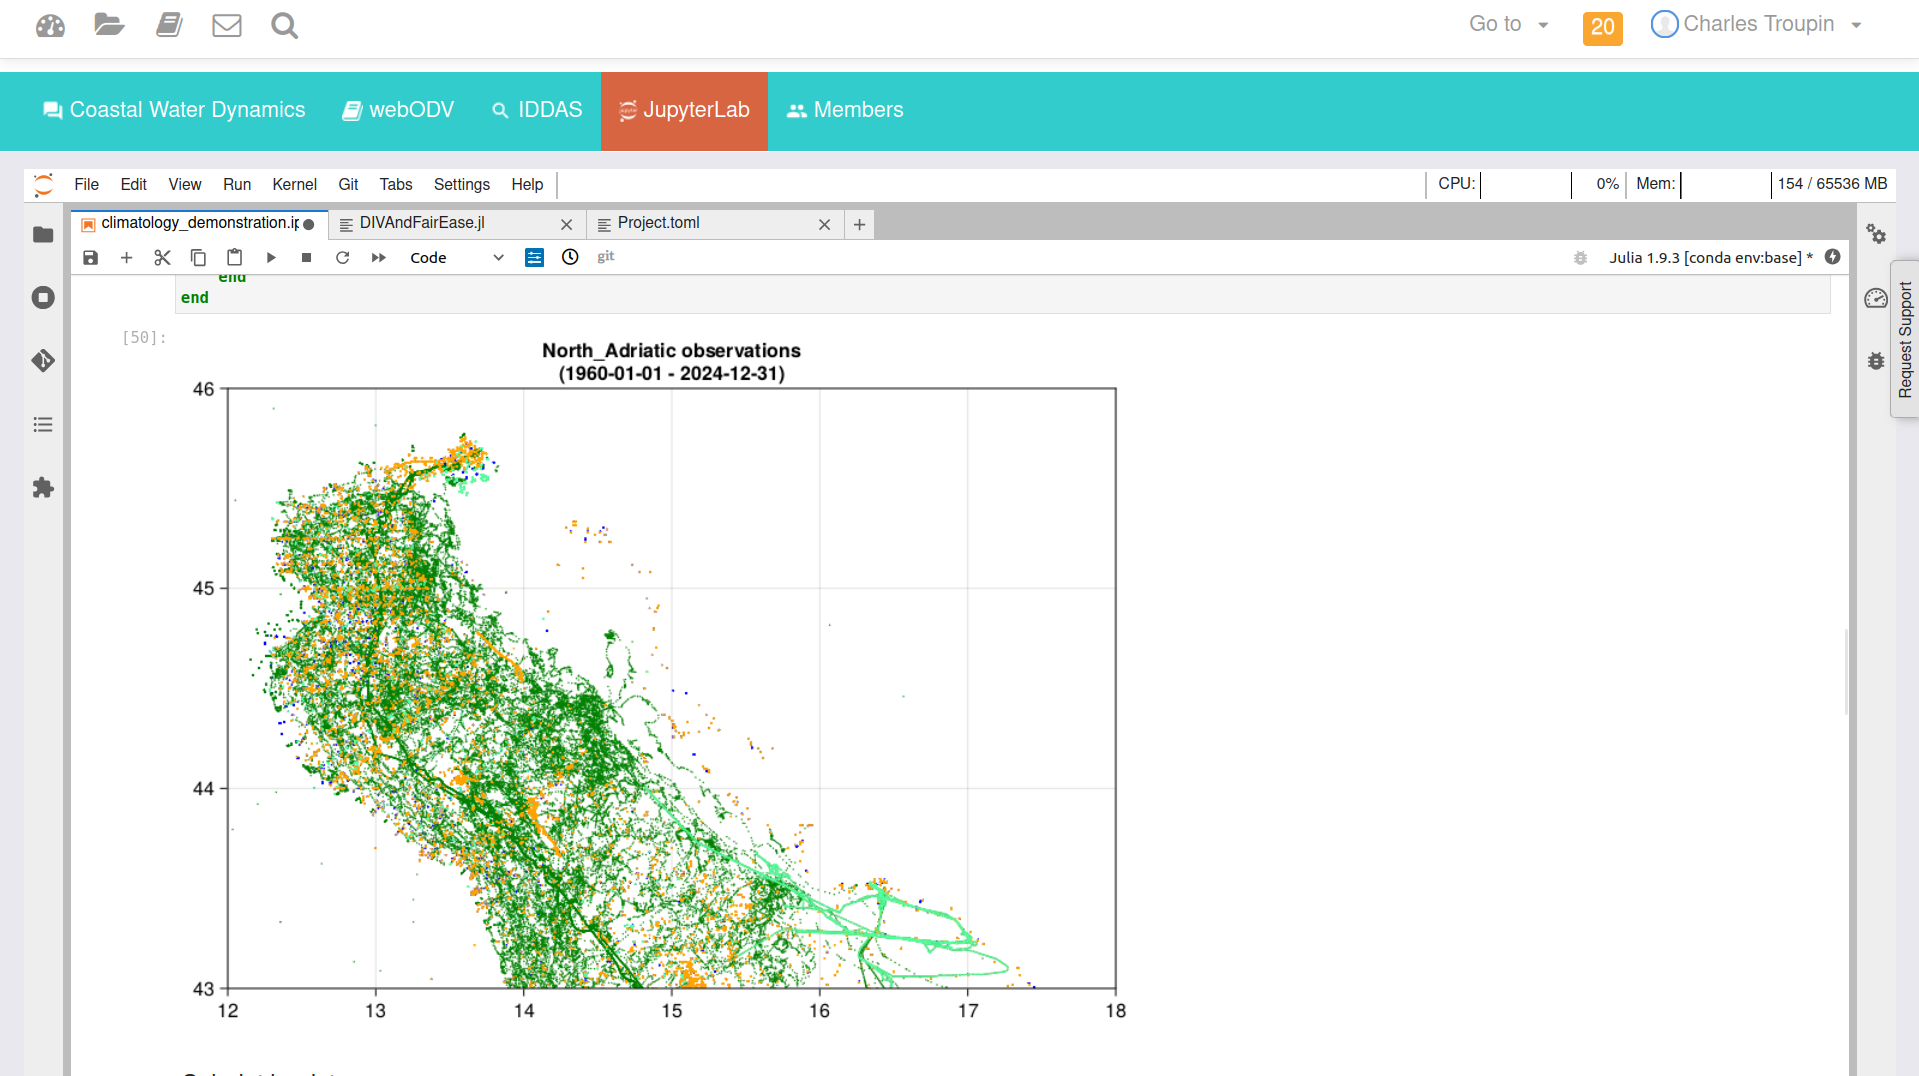 Go to
20
Charles Troupin
Coastal Water Dynamics
webODV
IDDAS
JupyterLab
Members
File Edit View Run Kernel Git Tabs Settings Help
CPU: 0% Mem: 154 / 65536 MB
climatology_demonstration.ip
DIVAndFairEase.jl
Project.toml
Code
git
Julia 1.9.3 [conda env:base] *
Request Support
end
end
[50]:
North_Adriatic observations
(1960-01-01 - 2024-12-31)
46
45
44
43
12 13 14 15 16 17 18